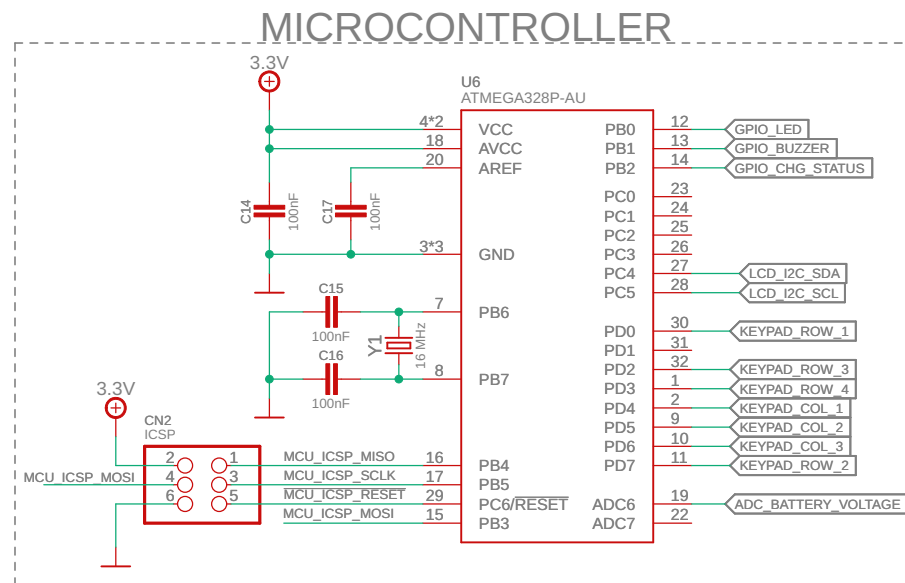 MICROCONTROLLER
3.3V
U6
ATMEGA328P-AU
4*2 VCC
18 AVCC
20 AREF
C14 100nF
C17 100nF
3*3 GND
C15
100nF
7 PB6
Y1 16 MHz
C16
100nF
8 PB7
3.3V
CN2
ICSP
2 1 MCU_ICSP_MISO 16 PB4
MCU_ICSP_MOSI 4 3 MCU_ICSP_SCLK 17 PB5
6 5 MCU_ICSP_RESET 29 PC6/RESET
MCU_ICSP_MOSI 15 PB3
PB0 12 GPIO_LED
PB1 13 GPIO_BUZZER
PB2 14 GPIO_CHG_STATUS
PC0 23
PC1 24
PC2 25
PC3 26
PC4 27 LCD_I2C_SDA
PC5 28 LCD_I2C_SCL
PD0 30 KEYPAD_ROW_1
PD1 31
PD2 32 KEYPAD_ROW_3
PD3 1 KEYPAD_ROW_4
PD4 2 KEYPAD_COL_1
PD5 9 KEYPAD_COL_2
PD6 10 KEYPAD_COL_3
PD7 11 KEYPAD_ROW_2
ADC6 19 ADC_BATTERY_VOLTAGE
ADC7 22